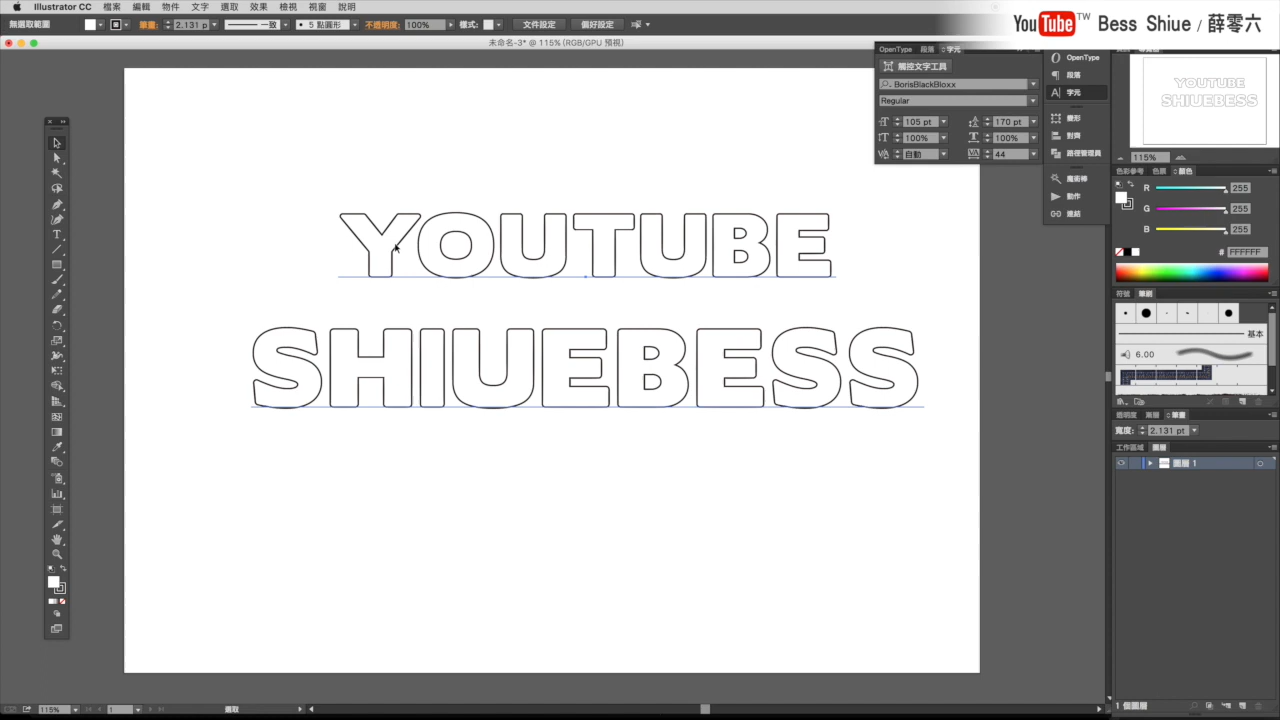 Illustrator CC 檔案 編輯 物件 文字 選取 效果 檢視 視窗 說明
無選取範圍 筆畫: 2.131 pt 一致 5 點圓形 不透明度: 100% 樣式: 文件設定 偏好設定
YouTube TW Bess Shiue / 薛零六
未命名-3* @ 115% (RGB/GPU 預視)
OpenType 段落 字元
觸控文字工具
BorisBlackBloxx
Regular
105 pt 170 pt
100% 100%
自動 44
OpenType
段落
字元
變形
對齊
路徑管理員
魔術棒
動作
連結
YOUTUBE
SHIUEBESS
115%
色彩參考 色票 顏色
R 255
G 255
B 255
# FFFFFF
符號 筆刷
基本
6.00
透明度 漸層 筆畫
寬度: 2.131 pt
工作區域 圖層
圖層 1
YOUTUBE
SHIUEBESS
115% 1 選取
1 個圖層